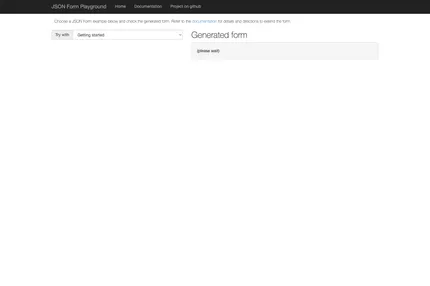 JSON Form Playground Home Documentation Project on github
Choose a JSON Form example below and check the generated form. Refer to the documentation for details and directions to extend the form.
Try with Getting started
Generated form
(please wait)